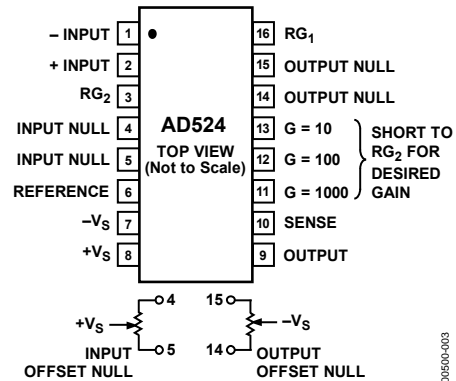 – INPUT 1
+ INPUT 2
RG2 3
INPUT NULL 4
INPUT NULL 5
REFERENCE 6
–VS 7
+VS 8
AD524
TOP VIEW
(Not to Scale)
16 RG1
15 OUTPUT NULL
14 OUTPUT NULL
13 G = 10
12 G = 100
11 G = 1000
10 SENSE
9 OUTPUT
SHORT TO
RG2 FOR
DESIRED
GAIN
4
+VS
5
INPUT
OFFSET NULL
15
–VS
14
OUTPUT
OFFSET NULL
00500-003